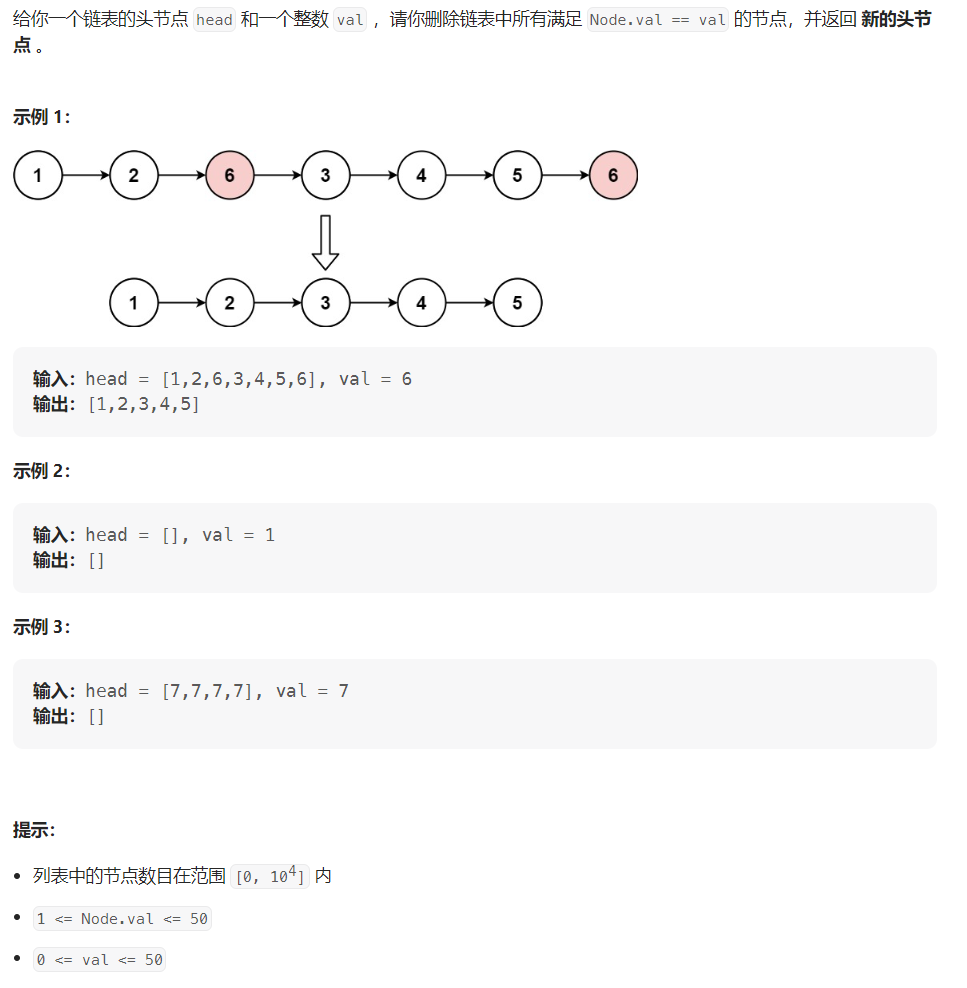 给你一个链表的头节点 head 和一个整数 val ，请你删除链表中所有满足 Node.val == val 的节点，并返回 新的头节
点 。
示例 1：
1 2 6 3 4 5 6
1 2 3 4 5
输入：head = [1,2,6,3,4,5,6], val = 6
输出：[1,2,3,4,5]
示例 2：
输入：head = [], val = 1
输出：[]
示例 3：
输入：head = [7,7,7,7], val = 7
输出：[]
提示：
列表中的节点数目在范围 [0, 10⁴] 内
1 <= Node.val <= 50
0 <= val <= 50